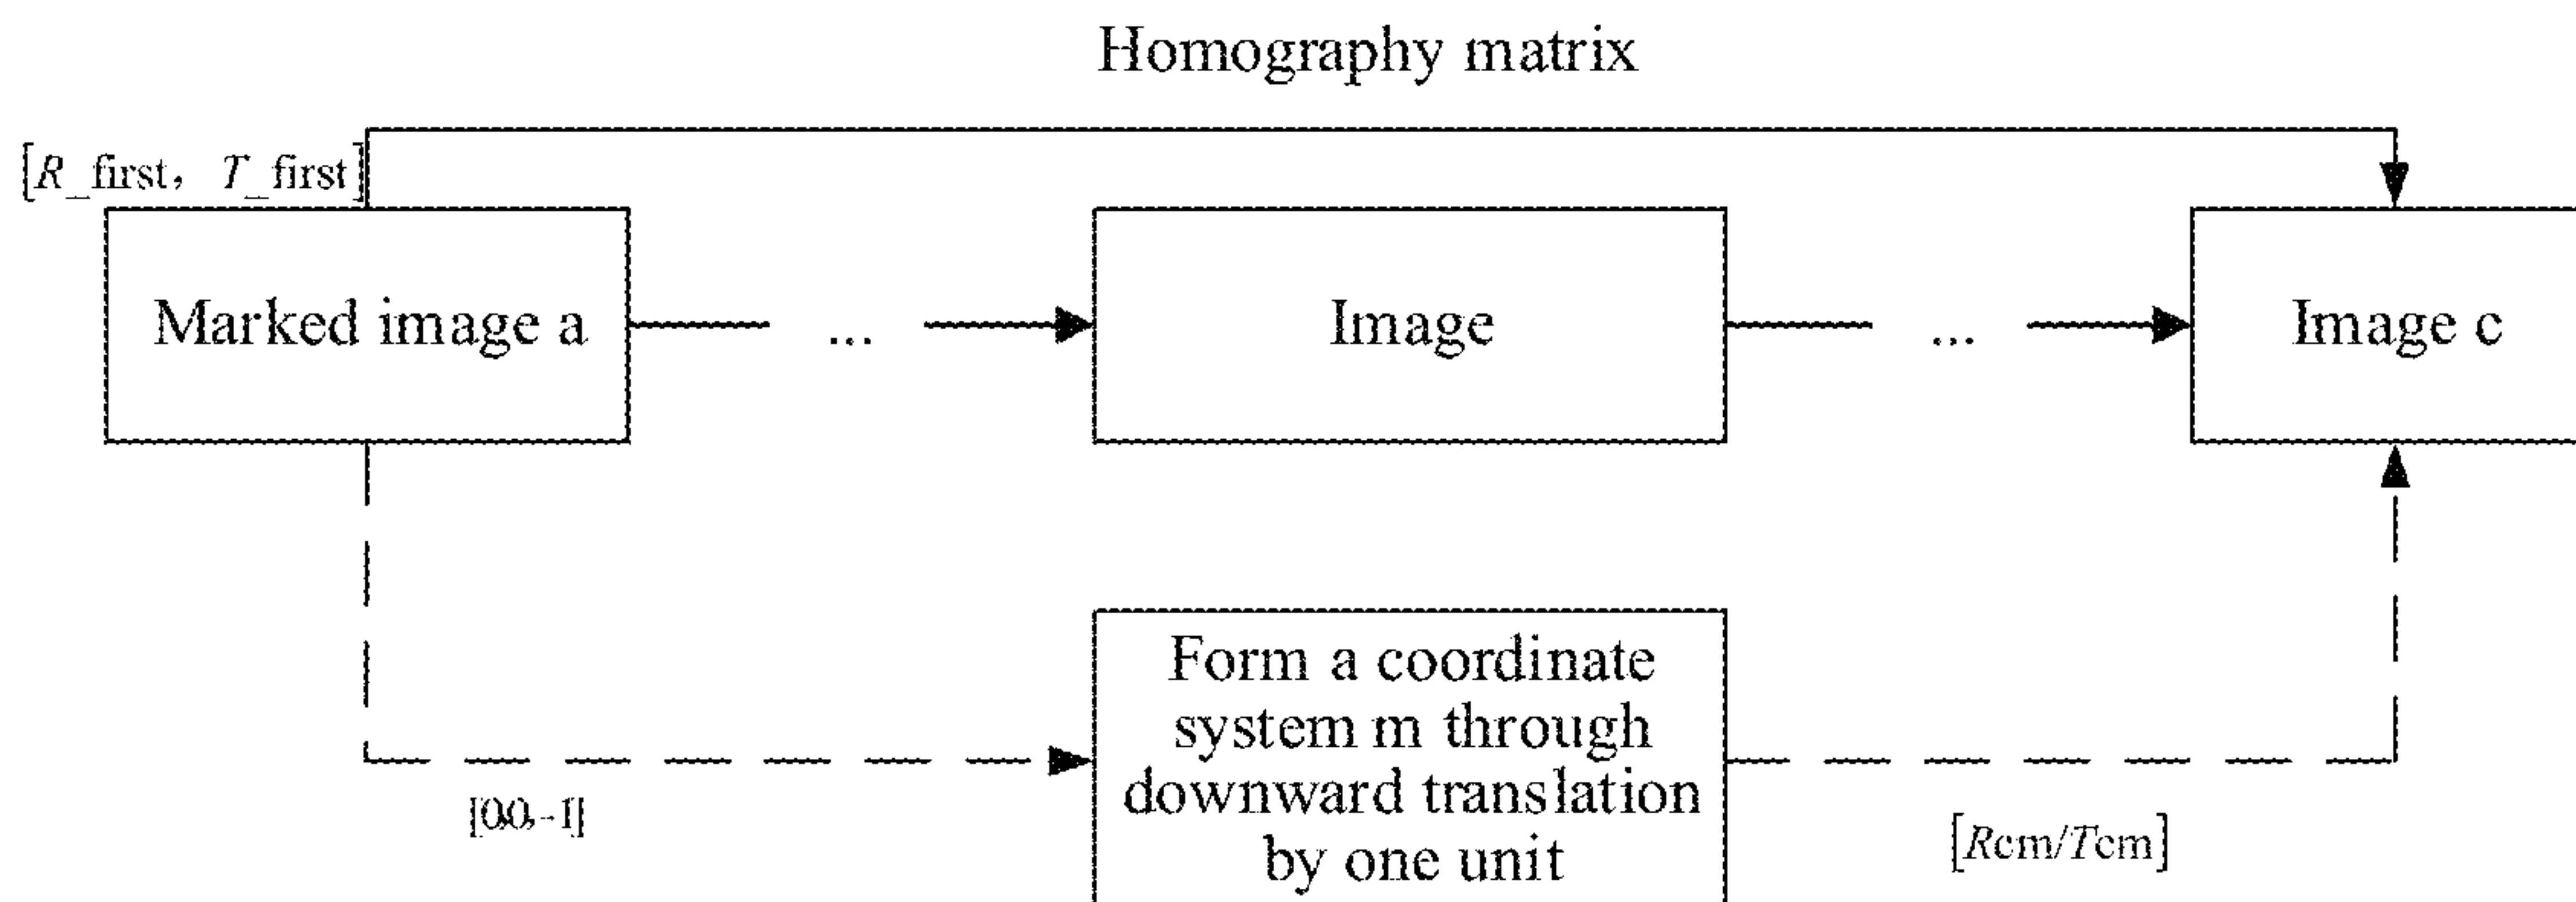 Homography matrix
[R_first, T_first]
Marked image a
...
Image
...
Image c
Form a coordinate
system m through
downward translation
by one unit
[0,0,-1]
[Rcm/Tcm]